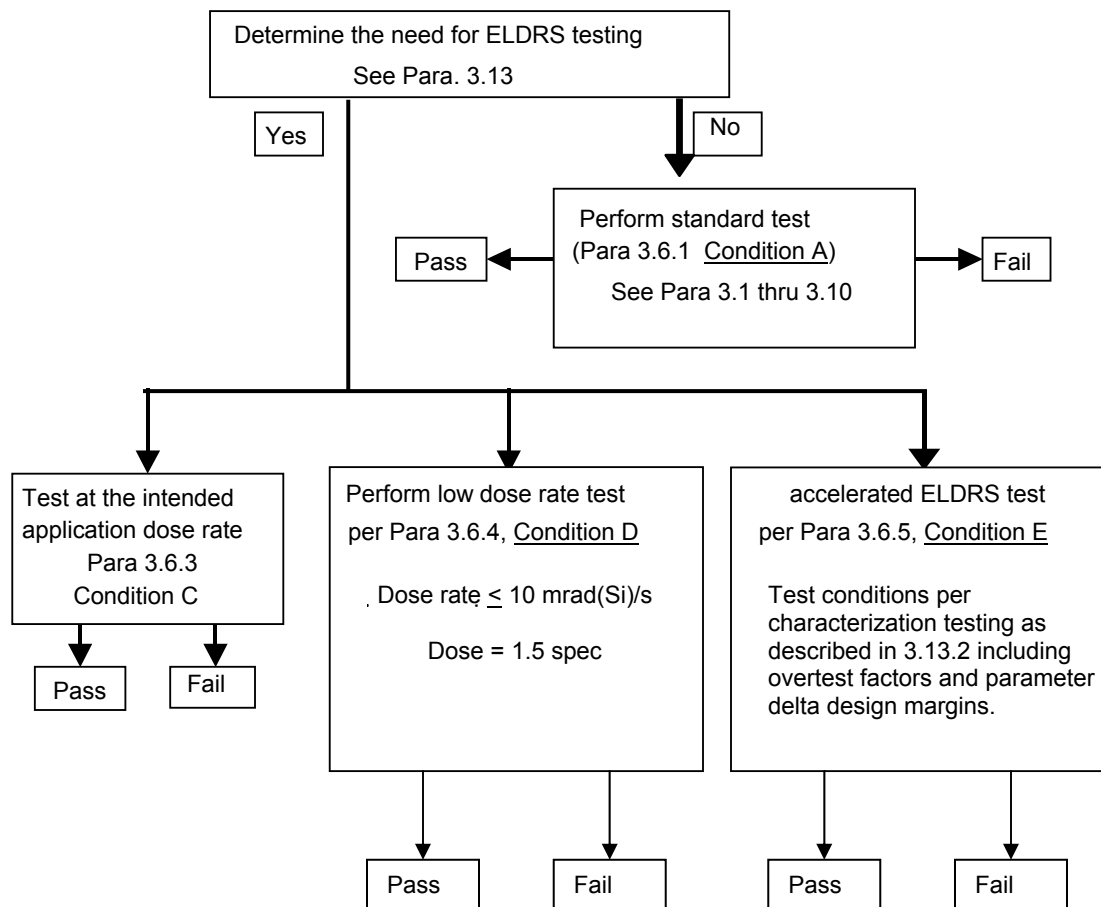 Determine the need for ELDRS testing
See Para. 3.13
Yes
No
Perform standard test
(Para 3.6.1 Condition A)
See Para 3.1 thru 3.10
Pass
Fail
Test at the intended
application dose rate
Para 3.6.3
Condition C
Pass
Fail
Perform low dose rate test
per Para 3.6.4, Condition D
Dose rate < 10 mrad(Si)/s
Dose = 1.5 spec
Pass
Fail
accelerated ELDRS test
per Para 3.6.5, Condition E
Test conditions per
characterization testing as
described in 3.13.2 including
overtest factors and parameter
delta design margins.
Pass
Fail